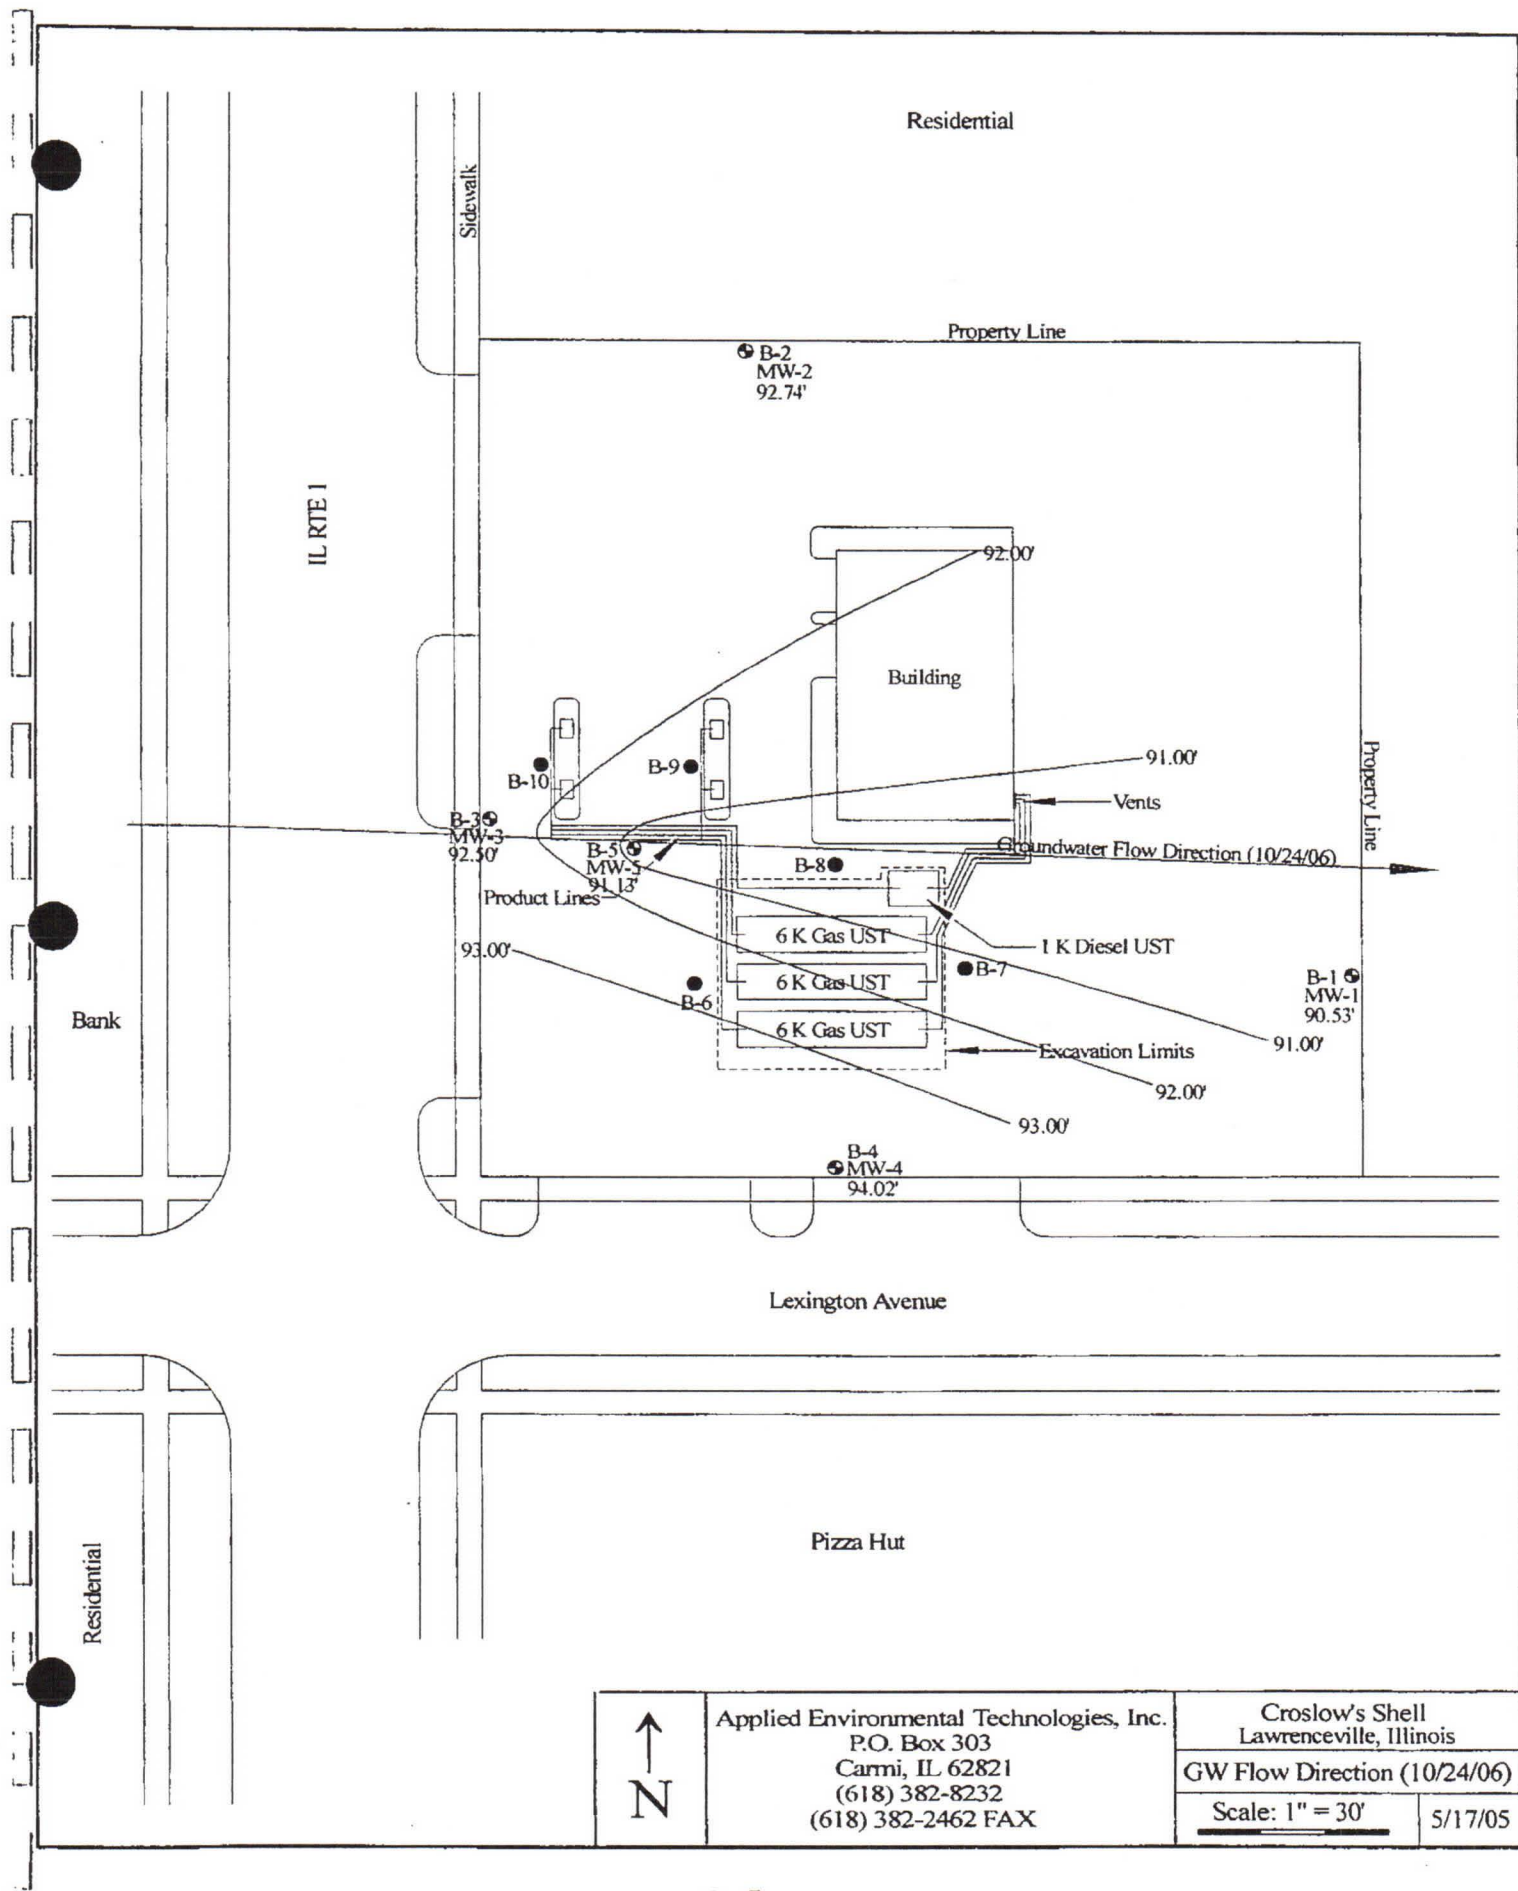 Residential
Sidewalk
Property Line
B-2
MW-2
92.74'
IL RTE 1
92.00'
Building
91.00'
Property Line
B-10
B-9
Vents
B-3
MW-3
92.50'
B-5
MW-5
91.13'
B-8
Groundwater Flow Direction (10/24/06)
Product Lines
6 K Gas UST
1 K Diesel UST
93.00'
6 K Gas UST
B-7
B-6
B-1
MW-1
90.53'
Bank
6 K Gas UST
Excavation Limits
91.00'
92.00'
93.00'
B-4
MW-4
94.02'
Lexington Avenue
Pizza Hut
Residential
N
Applied Environmental Technologies, Inc.
P.O. Box 303
Carmi, IL 62821
(618) 382-8232
(618) 382-2462 FAX
Croslow's Shell
Lawrenceville, Illinois
GW Flow Direction (10/24/06)
Scale: 1" = 30'
5/17/05